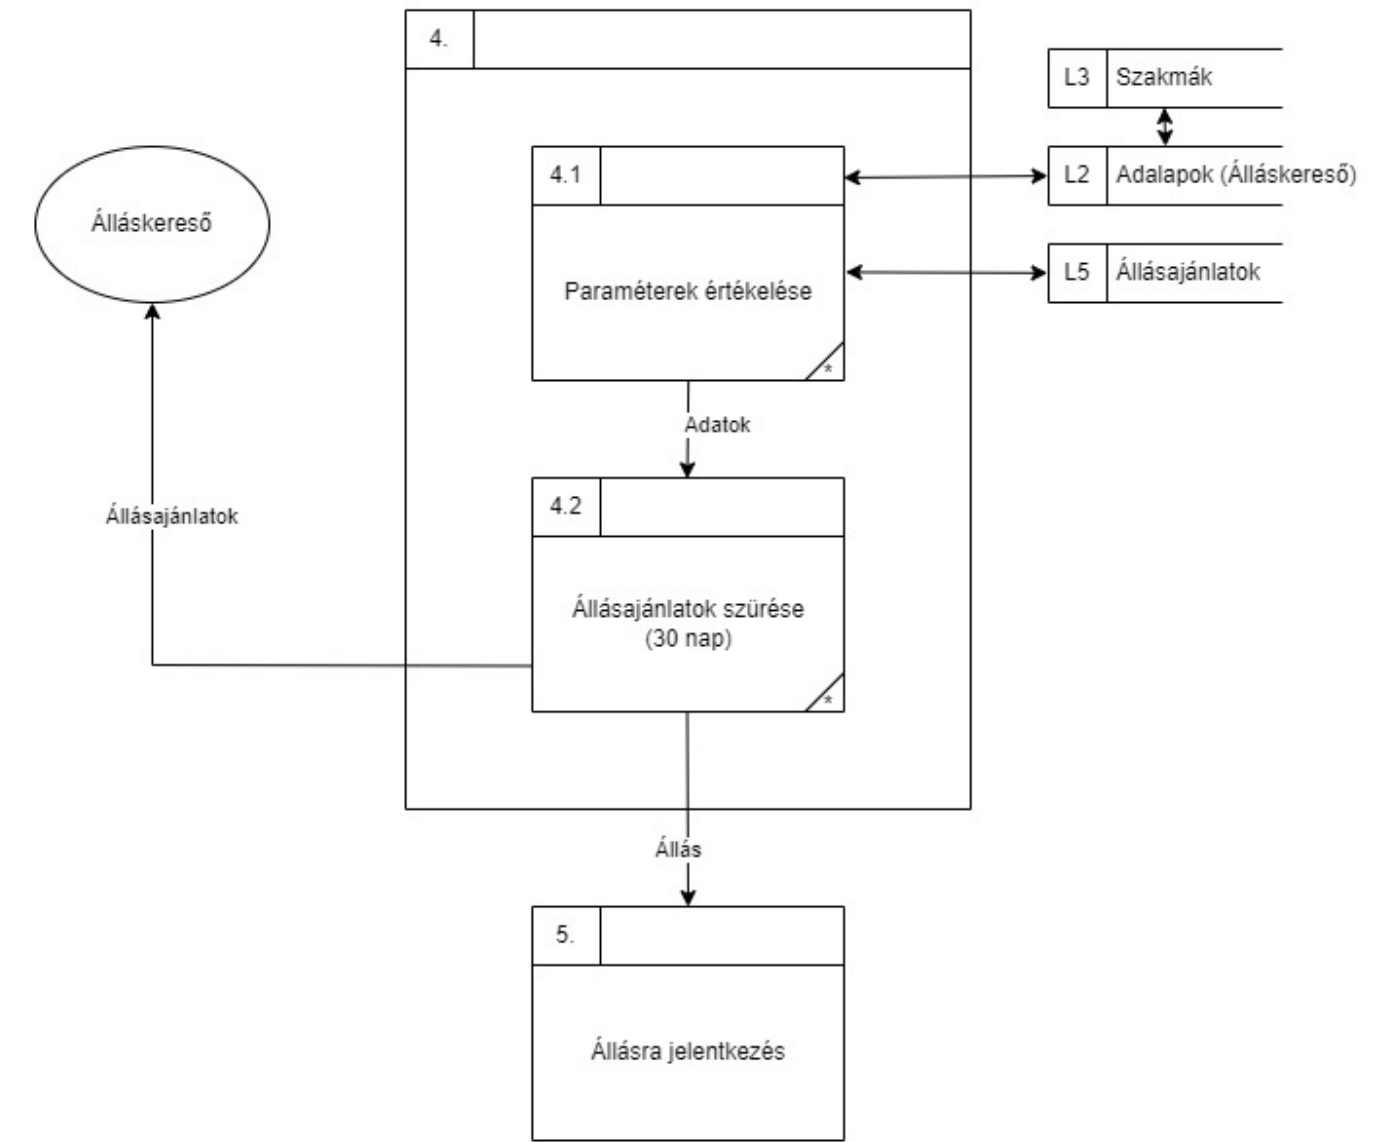 4.
L3 Szakmák
4.1
L2 Adalapok (Álláskereső)
Álláskereső
L5 Állásajánlatok
Paraméterek értékelése
*
Adatok
4.2
Állásajánlatok
Állásajánlatok szürése
(30 nap)
*
Állás
5.
Állásra jelentkezés